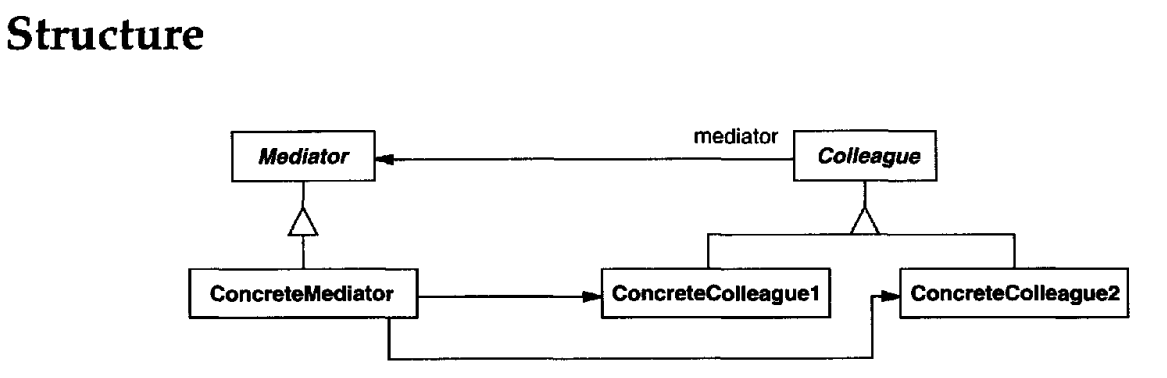 Structure
mediator
Mediator
Colleague
ConcreteMediator
ConcreteColleague1
ConcreteColleague2